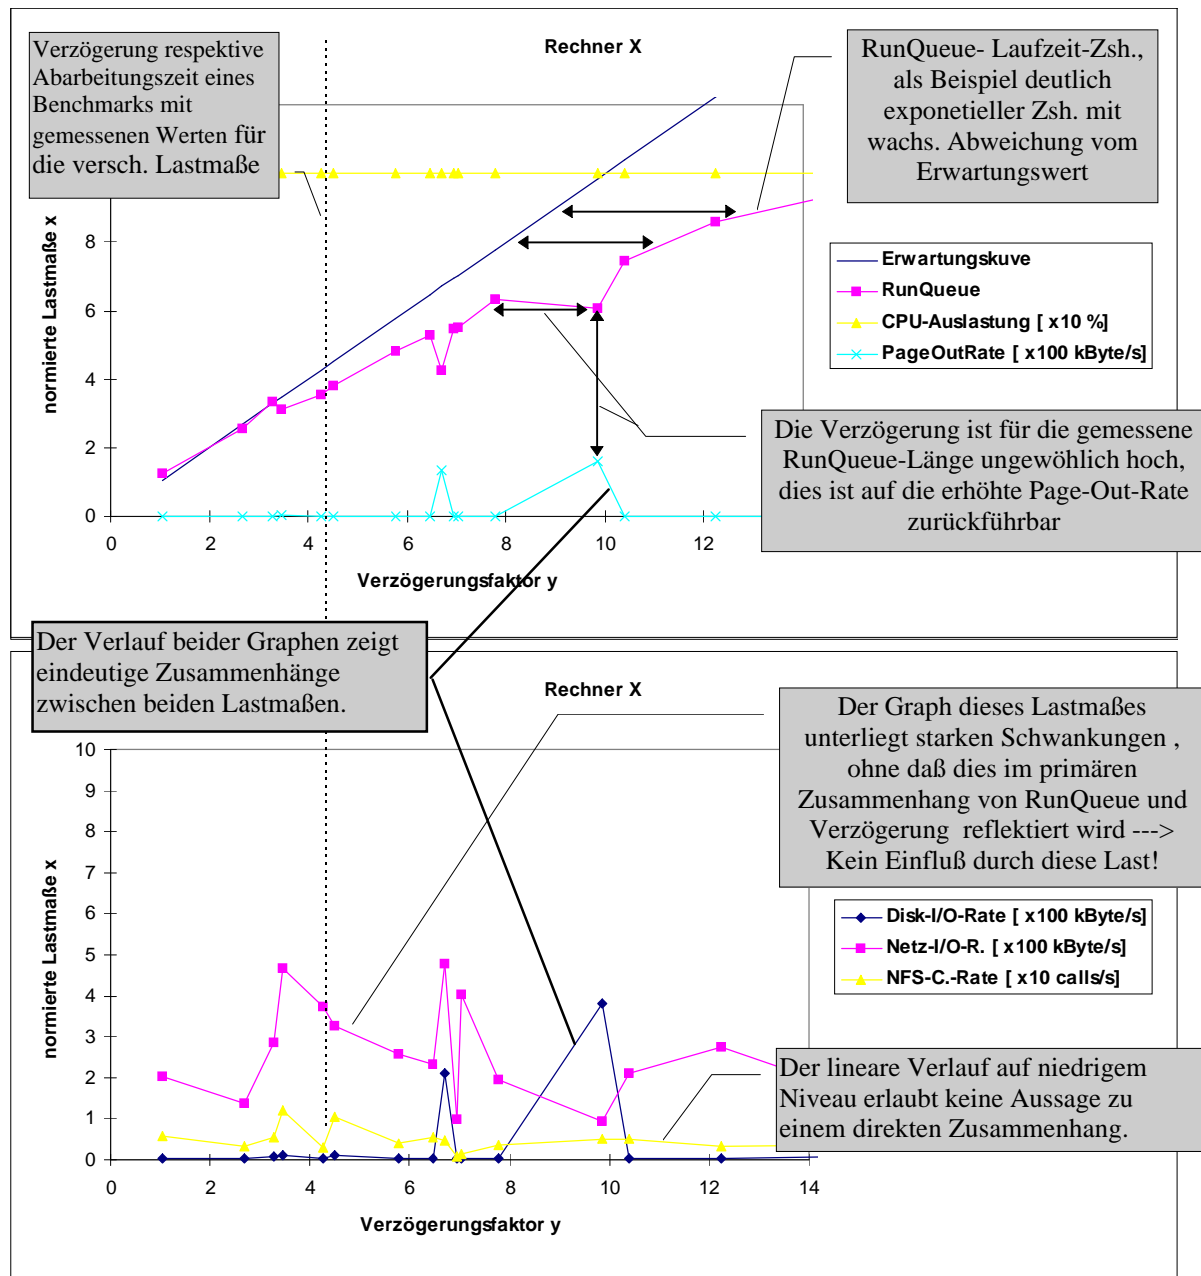 Verzögerung respektive
Abarbeitungszeit eines
Benchmarks mit
gemessenen Werten für
die versch. Lastmaße
Rechner X
RunQueue- Laufzeit-Zsh.,
als Beispiel deutlich
exponetieller Zsh. mit
wachs. Abweichung vom
Erwartungswert
normierte Lastmaße x
8
6
4
2
0
0 2 4 6 8 10 12
Verzögerungsfaktor y
Erwartungskuve
RunQueue
CPU-Auslastung [ x10 %]
PageOutRate [ x100 kByte/s]
Die Verzögerung ist für die gemessene
RunQueue-Länge ungewöhlich hoch,
dies ist auf die erhöhte Page-Out-Rate
zurückführbar
Der Verlauf beider Graphen zeigt
eindeutige Zusammenhänge
zwischen beiden Lastmaßen.
Rechner X
Der Graph dieses Lastmaßes
unterliegt starken Schwankungen ,
ohne daß dies im primären
Zusammenhang von RunQueue und
Verzögerung reflektiert wird --->
Kein Einfluß durch diese Last!
normierte Lastmaße x
10
9
8
7
6
5
4
3
2
1
0
0 2 4 6 8 10 12 14
Verzögerungsfaktor y
Disk-I/O-Rate [ x100 kByte/s]
Netz-I/O-R. [ x100 kByte/s]
NFS-C.-Rate [ x10 calls/s]
Der lineare Verlauf auf niedrigem
Niveau erlaubt keine Aussage zu
einem direkten Zusammenhang.